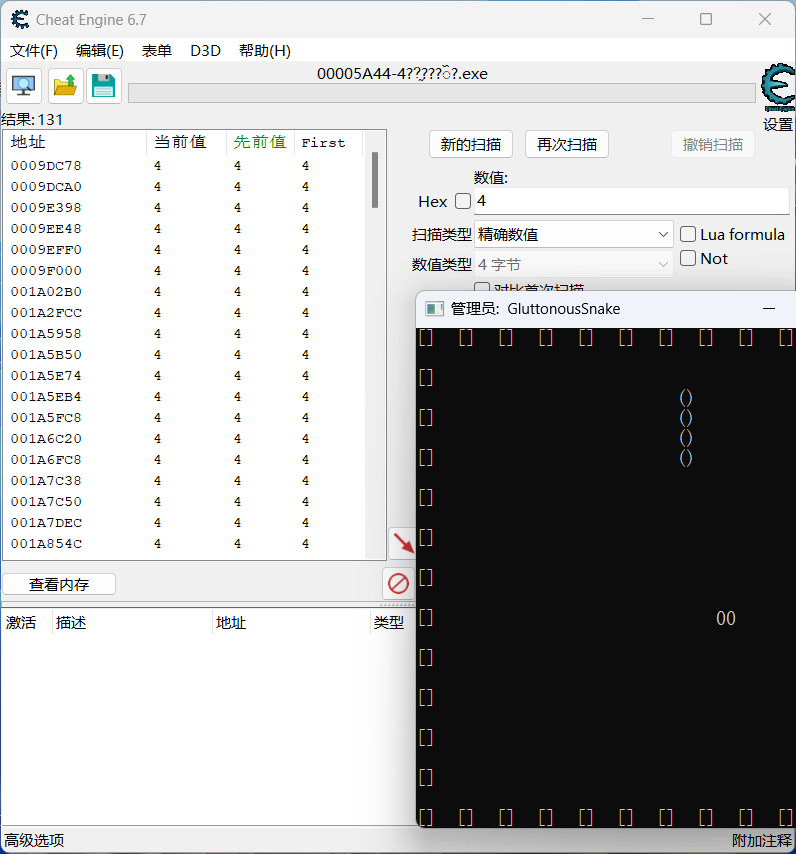 Cheat Engine 6.7
文件(F) 编辑(E) 表单 D3D 帮助(H)
结果: 131
设置
地址 当前值 先前值 First
0009DC78 4 4 4
0009DCA0 4 4 4
0009E398 4 4 4
0009EE48 4 4 4
0009EFF0 4 4 4
0009F000 4 4 4
001A02B0 4 4 4
001A2FCC 4 4 4
001A5958 4 4 4
001A5B50 4 4 4
001A5E74 4 4 4
001A5EB4 4 4 4
001A5FC8 4 4 4
001A6C20 4 4 4
001A6FC8 4 4 4
001A7C38 4 4 4
001A7C50 4 4 4
001A7DEC 4 4 4
001A854C 4 4 4
新的扫描 再次扫描 撤销扫描
数值:
Hex 4
扫描类型 精确数值 Lua formula
数值类型 4 字节 Not
对比首次扫描
查看内存
激活 描述 地址 类型
高级选项 附加注释
管理员: GluttonousSnake
[] [] [] [] [] [] [] [] [] []
[]
()
[] ()
()
[] ()
[]
[]
[]
[] 00
[]
[]
[]
[]
[] [] [] [] [] [] [] [] [] []